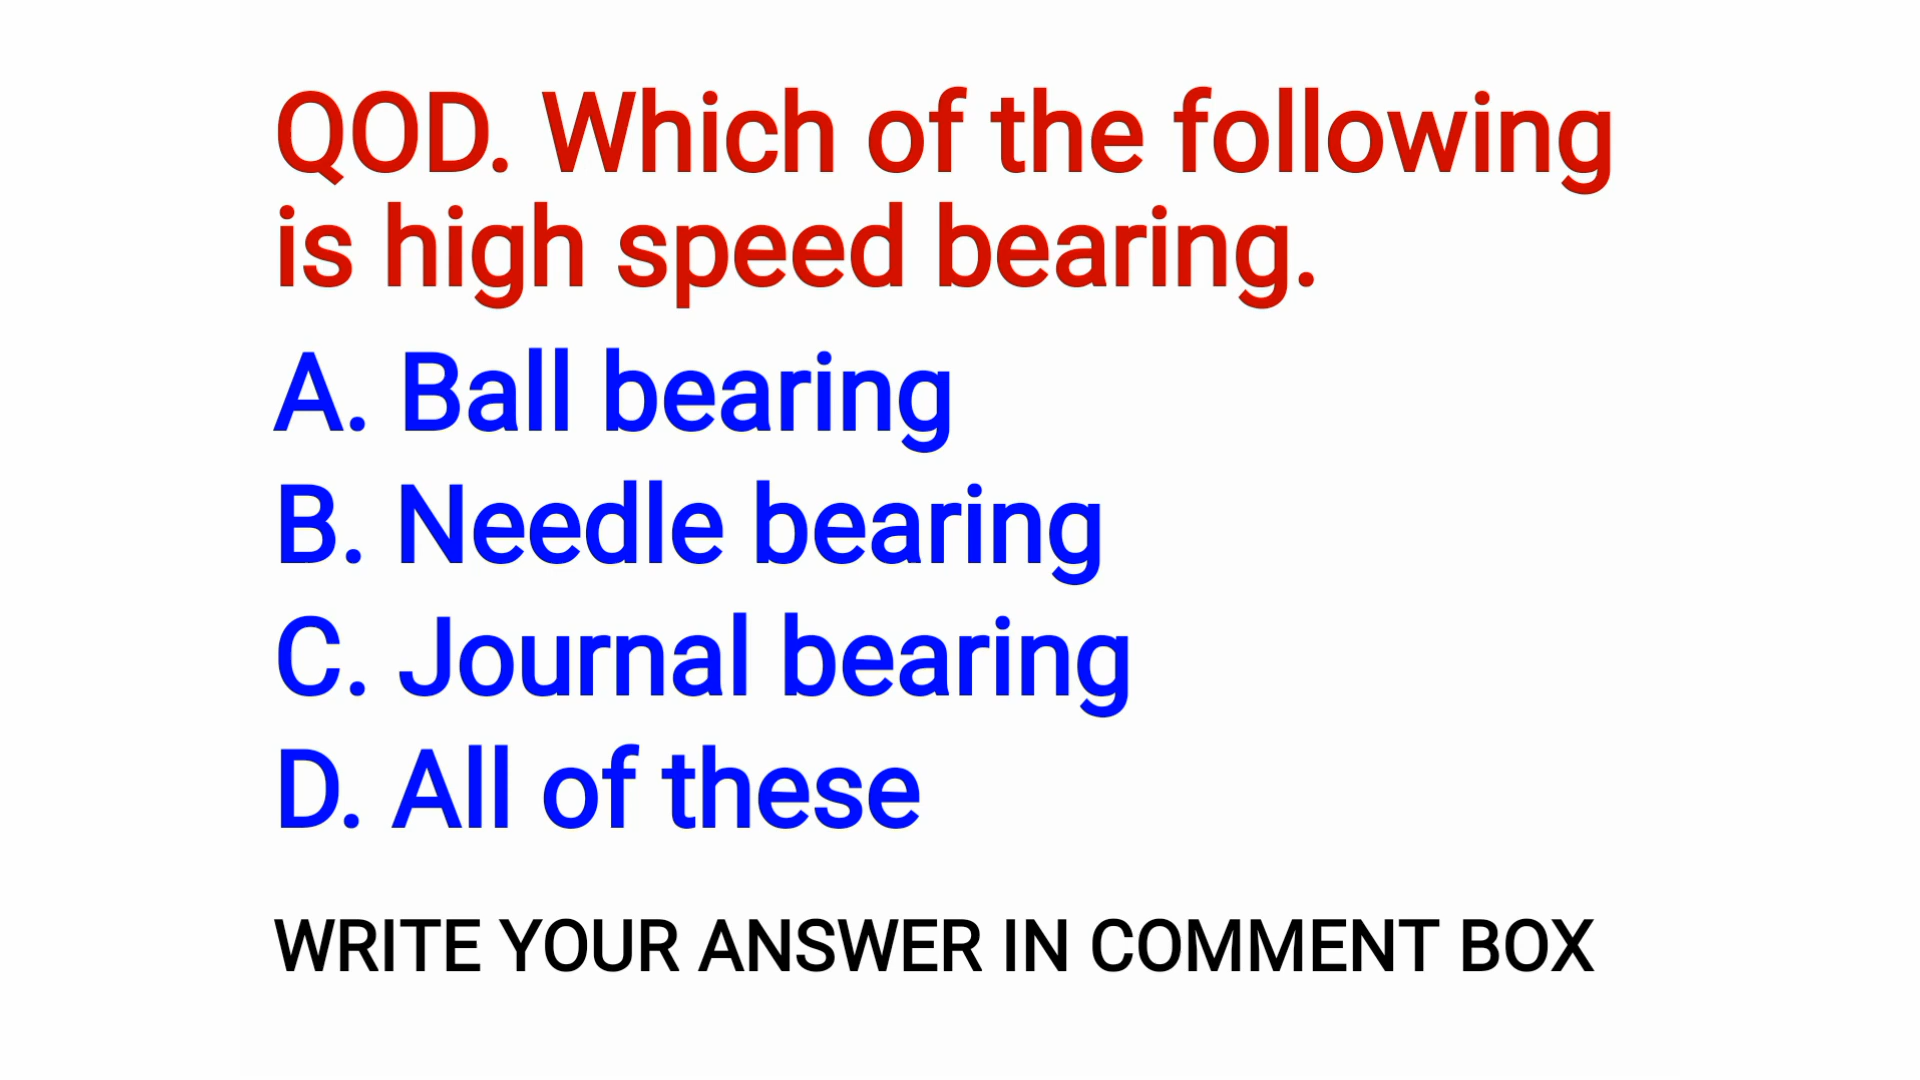 QOD. Which of the following
is high speed bearing.
A. Ball bearing
B. Needle bearing
C. Journal bearing
D. All of these
WRITE YOUR ANSWER IN COMMENT BOX